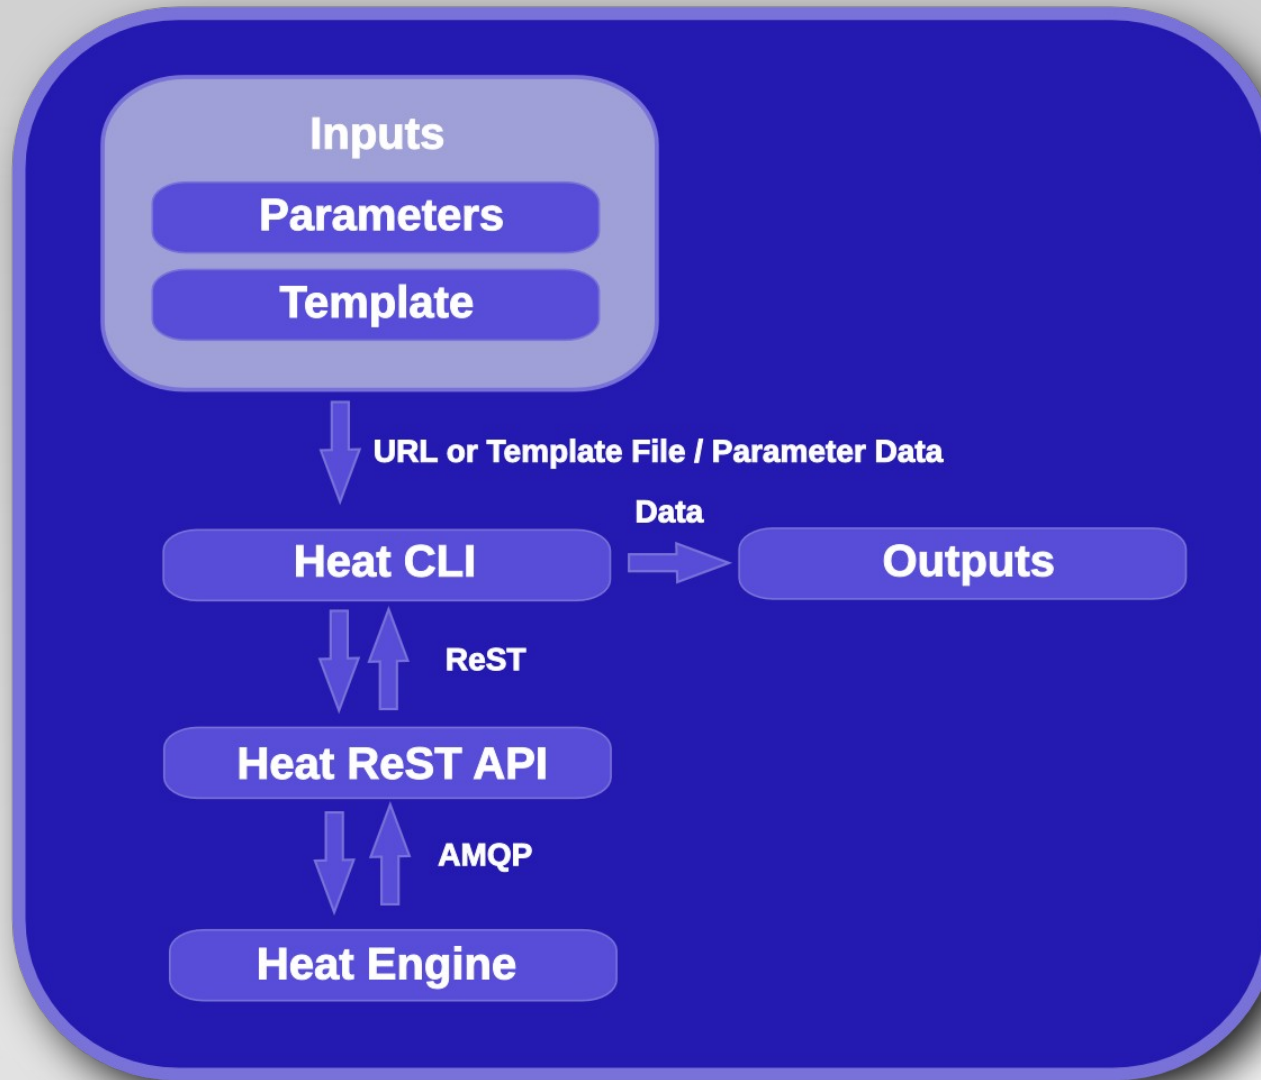 Inputs
Parameters
Template
URL or Template File / Parameter Data
Data
Heat CLI
Outputs
ReST
Heat ReST API
AMQP
Heat Engine